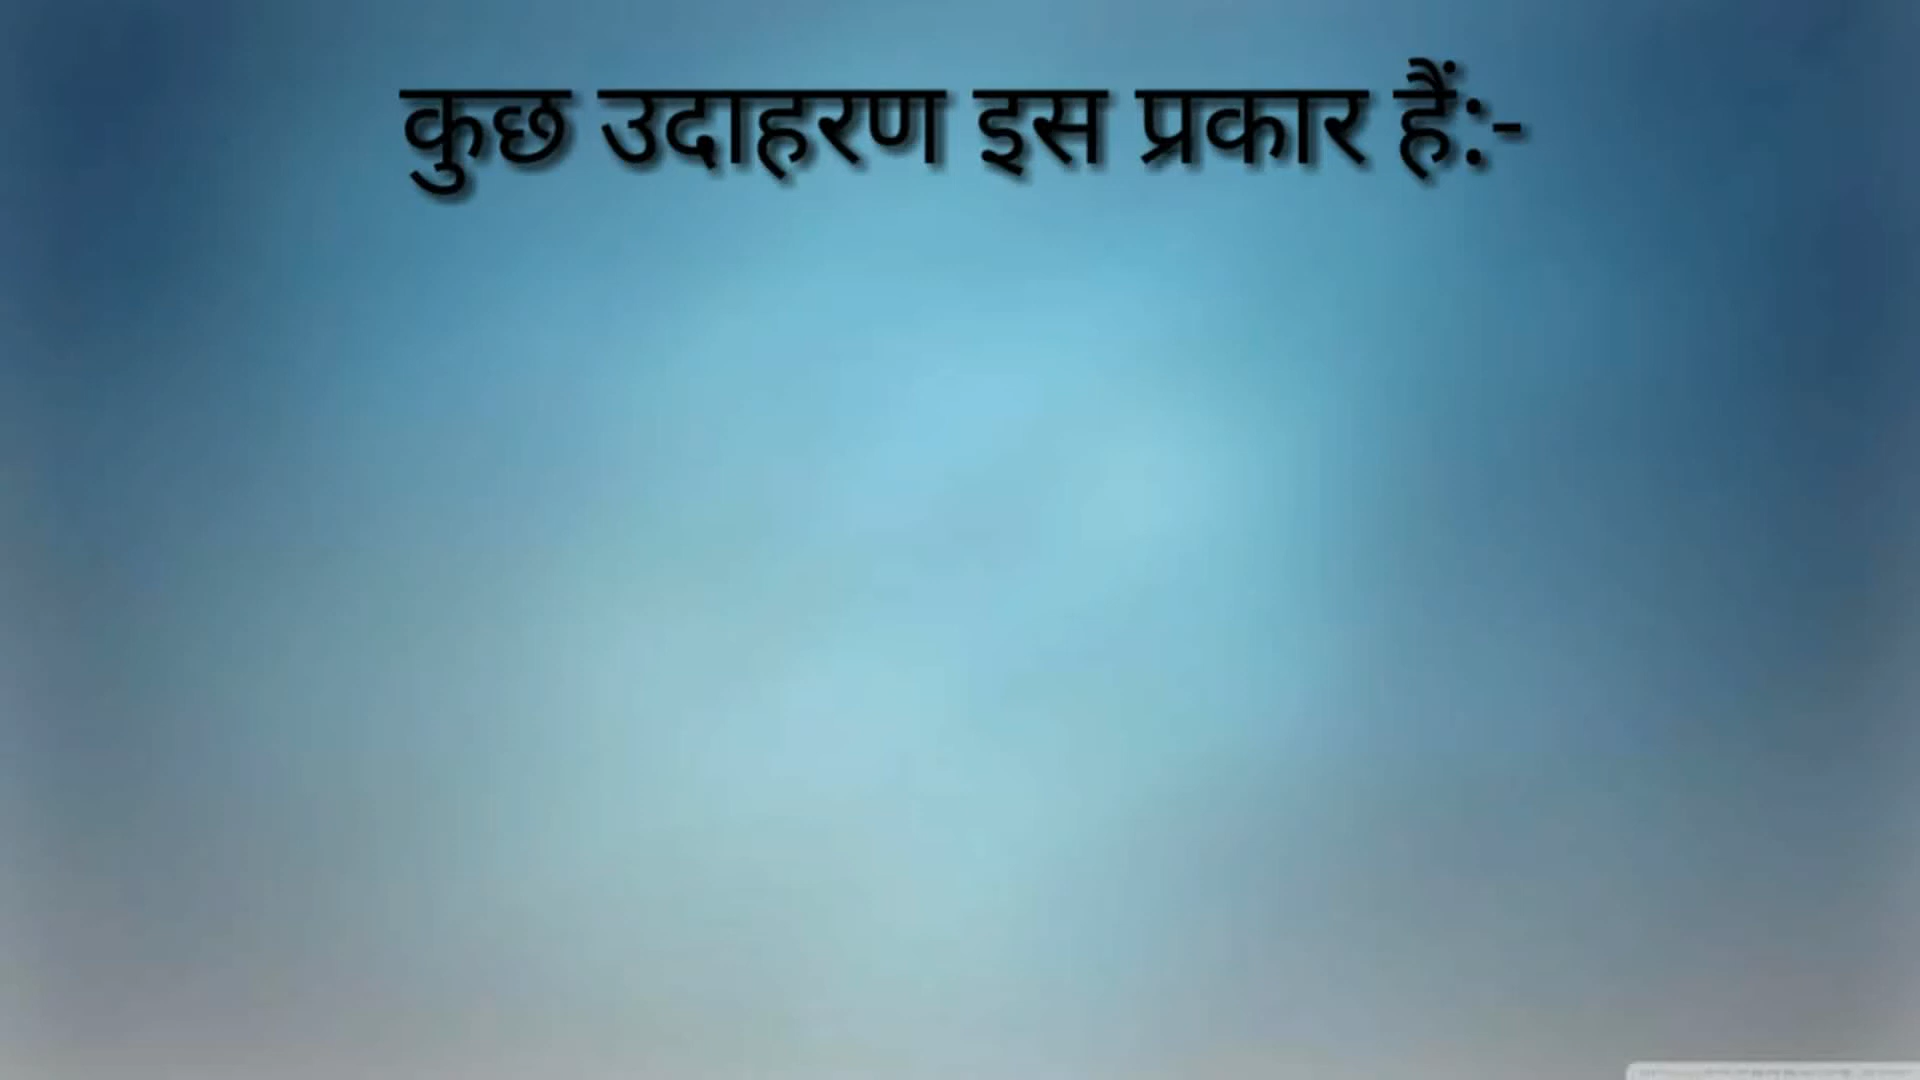 कुछ उदाहरण इस प्रकार हैं:-